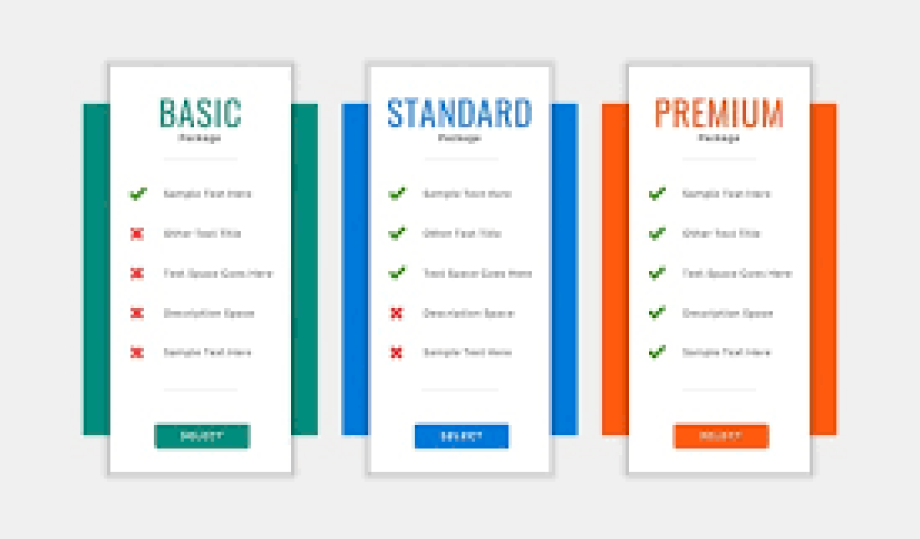 BASIC
Package
Sample Text Here
Other Text Title
Text Space Goes Here
Description Space
Sample Text Here
SELECT
STANDARD
Package
Sample Text Here
Other Text Title
Text Space Goes Here
Description Space
Sample Text Here
SELECT
PREMIUM
Package
Sample Text Here
Other Text Title
Text Space Goes Here
Description Space
Sample Text Here
SELECT